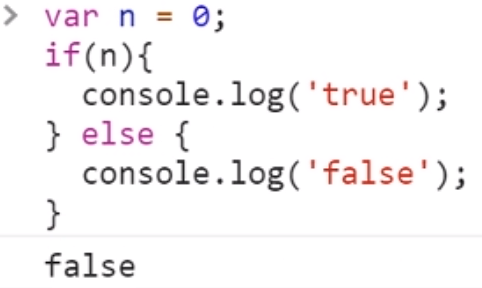 > var n = 0;
if(n){
  console.log('true');
} else {
  console.log('false');
}
false